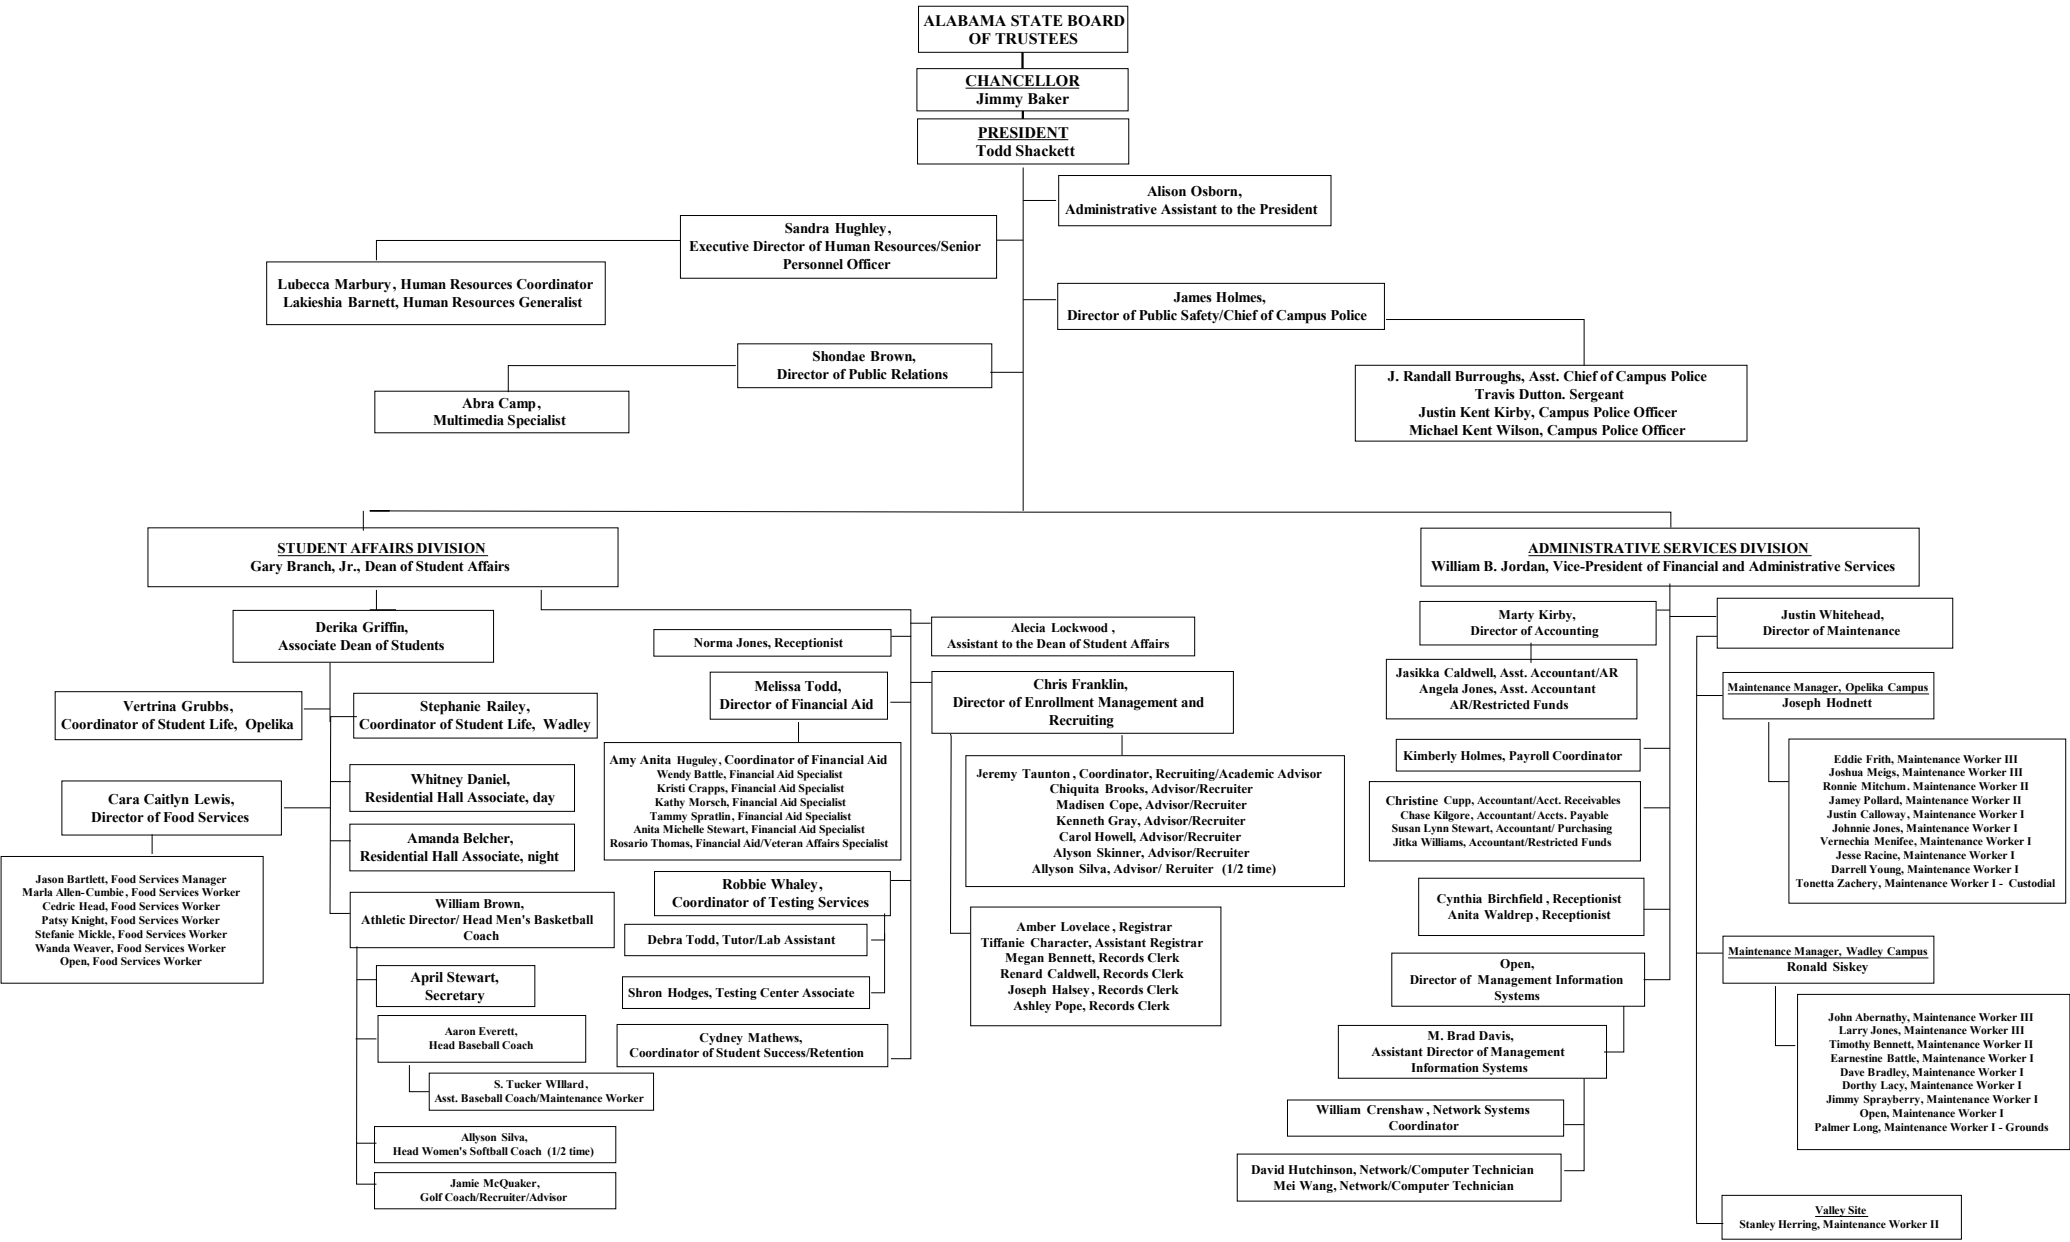 ALABAMA STATE BOARD
OF TRUSTEES
CHANCELLOR
Jimmy Baker
PRESIDENT
Todd Shackett
Alison Osborn,
Administrative Assistant to the President
Sandra Hughley,
Executive Director of Human Resources/Senior
Personnel Officer
Lubecca Marbury, Human Resources Coordinator
Lakieshia Barnett, Human Resources Generalist
James Holmes,
Director of Public Safety/Chief of Campus Police
Shondae Brown,
Director of Public Relations
Abra Camp,
Multimedia Specialist
J. Randall Burroughs, Asst. Chief of Campus Police
Travis Dutton. Sergeant
Justin Kent Kirby, Campus Police Officer
Michael Kent Wilson, Campus Police Officer
STUDENT AFFAIRS DIVISION
Gary Branch, Jr., Dean of Student Affairs
Derika Griffin,
Associate Dean of Students
Vertrina Grubbs,
Coordinator of Student Life, Opelika
Stephanie Railey,
Coordinator of Student Life, Wadley
Whitney Daniel,
Residential Hall Associate, day
Cara Caitlyn Lewis,
Director of Food Services
Amanda Belcher,
Residential Hall Associate, night
Jason Bartlett, Food Services Manager
Marla Allen-Cumbie, Food Services Worker
Cedric Head, Food Services Worker
Patsy Knight, Food Services Worker
Stefanie Mickle, Food Services Worker
Wanda Weaver, Food Services Worker
Open, Food Services Worker
William Brown,
Athletic Director/ Head Men's Basketball
Coach
April Stewart,
Secretary
Aaron Everett,
Head Baseball Coach
S. Tucker WIllard,
Asst. Baseball Coach/Maintenance Worker
Allyson Silva,
Head Women's Softball Coach (1/2 time)
Jamie McQuaker,
Golf Coach/Recruiter/Advisor
Norma Jones, Receptionist
Alecia Lockwood ,
Assistant to the Dean of Student Affairs
Melissa Todd,
Director of Financial Aid
Amy Anita Huguley, Coordinator of Financial Aid
Wendy Battle, Financial Aid Specialist
Kristi Crapps, Financial Aid Specialist
Kathy Morsch, Financial Aid Specialist
Tammy Spratlin, Financial Aid Specialist
Anita Michelle Stewart, Financial Aid Specialist
Rosario Thomas, Financial Aid/Veteran Affairs Specialist
Robbie Whaley,
Coordinator of Testing Services
Debra Todd, Tutor/Lab Assistant
Shron Hodges, Testing Center Associate
Cydney Mathews,
Coordinator of Student Success/Retention
Chris Franklin,
Director of Enrollment Management and
Recruiting
Jeremy Taunton, Coordinator, Recruiting/Academic Advisor
Chiquita Brooks, Advisor/Recruiter
Madisen Cope, Advisor/Recruiter
Kenneth Gray, Advisor/Recruiter
Carol Howell, Advisor/Recruiter
Alyson Skinner, Advisor/Recruiter
Allyson Silva, Advisor/ Reruiter (1/2 time)
Amber Lovelace, Registrar
Tiffanie Character, Assistant Registrar
Megan Bennett, Records Clerk
Renard Caldwell, Records Clerk
Joseph Halsey, Records Clerk
Ashley Pope, Records Clerk
ADMINISTRATIVE SERVICES DIVISION
William B. Jordan, Vice-President of Financial and Administrative Services
Marty Kirby,
Director of Accounting
Jasikka Caldwell, Asst. Accountant/AR
Angela Jones, Asst. Accountant
AR/Restricted Funds
Kimberly Holmes, Payroll Coordinator
Christine Cupp, Accountant/Acct. Receivables
Chase Kilgore, Accountant/ Accts. Payable
Susan Lynn Stewart, Accountant/ Purchasing
Jitka Williams, Accountant/Restricted Funds
Cynthia Birchfield , Receptionist
Anita Waldrep, Receptionist
Open,
Director of Management Information
Systems
M. Brad Davis,
Assistant Director of Management
Information Systems
William Crenshaw, Network Systems
Coordinator
David Hutchinson, Network/Computer Technician
Mei Wang, Network/Computer Technician
Justin Whitehead,
Director of Maintenance
Maintenance Manager, Opelika Campus
Joseph Hodnett
Eddie Frith, Maintenance Worker III
Joshua Meigs, Maintenance Worker III
Ronnie Mitchum. Maintenance Worker II
Jamey Pollard, Maintenance Worker II
Justin Calloway, Maintenance Worker I
Johnnie Jones, Maintenance Worker I
Vernechia Menifee, Maintenance Worker I
Jesse Racine, Maintenance Worker I
Darrell Young, Maintenance Worker I
Tonetta Zachery, Maintenance Worker I - Custodial
Maintenance Manager, Wadley Campus
Ronald Siskey
John Abernathy, Maintenance Worker III
Larry Jones, Maintenance Worker III
Timothy Bennett, Maintenance Worker II
Earnestine Battle, Maintenance Worker I
Dave Bradley, Maintenance Worker I
Dorthy Lacy, Maintenance Worker I
Jimmy Sprayberry, Maintenance Worker I
Open, Maintenance Worker I
Palmer Long, Maintenance Worker I - Grounds
Valley Site
Stanley Herring, Maintenance Worker II